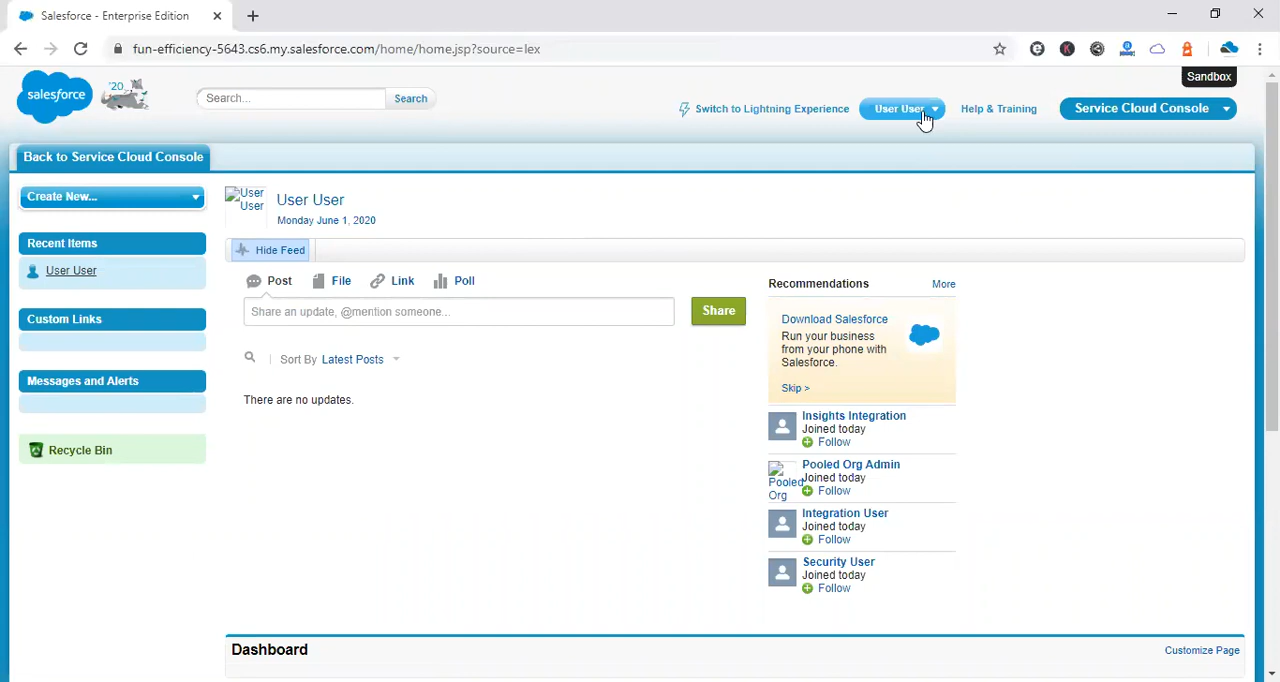 Salesforce - Enterprise Edition
fun-efficiency-5643.cs6.my.salesforce.com/home/home.jsp?source=lex
Sandbox
salesforce
'20
Search...
Search
Switch to Lightning Experience
User User
Help & Training
Service Cloud Console
Back to Service Cloud Console
Create New...
Recent Items
User User
Custom Links
Messages and Alerts
Recycle Bin
User User
User User
Monday June 1, 2020
Hide Feed
Post
File
Link
Poll
Share an update, @mention someone...
Share
Sort By Latest Posts
There are no updates.
Recommendations
More
Download Salesforce
Run your business
from your phone with
Salesforce.
Skip >
Insights Integration
Joined today
Follow
Pooled Org
Pooled Org Admin
Joined today
Follow
Integration User
Joined today
Follow
Security User
Joined today
Follow
Dashboard
Customize Page